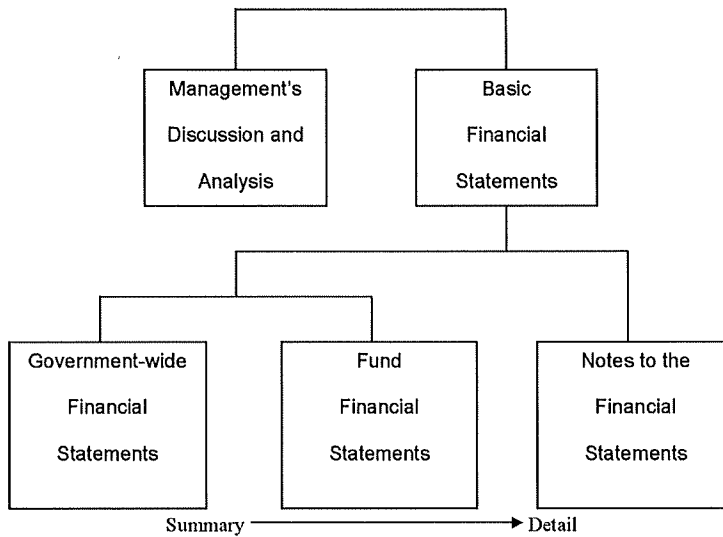 Management's
Discussion and
Analysis
Basic
Financial
Statements
Government-wide
Financial
Statements
Fund
Financial
Statements
Notes to the
Financial
Statements
Summary
Detail